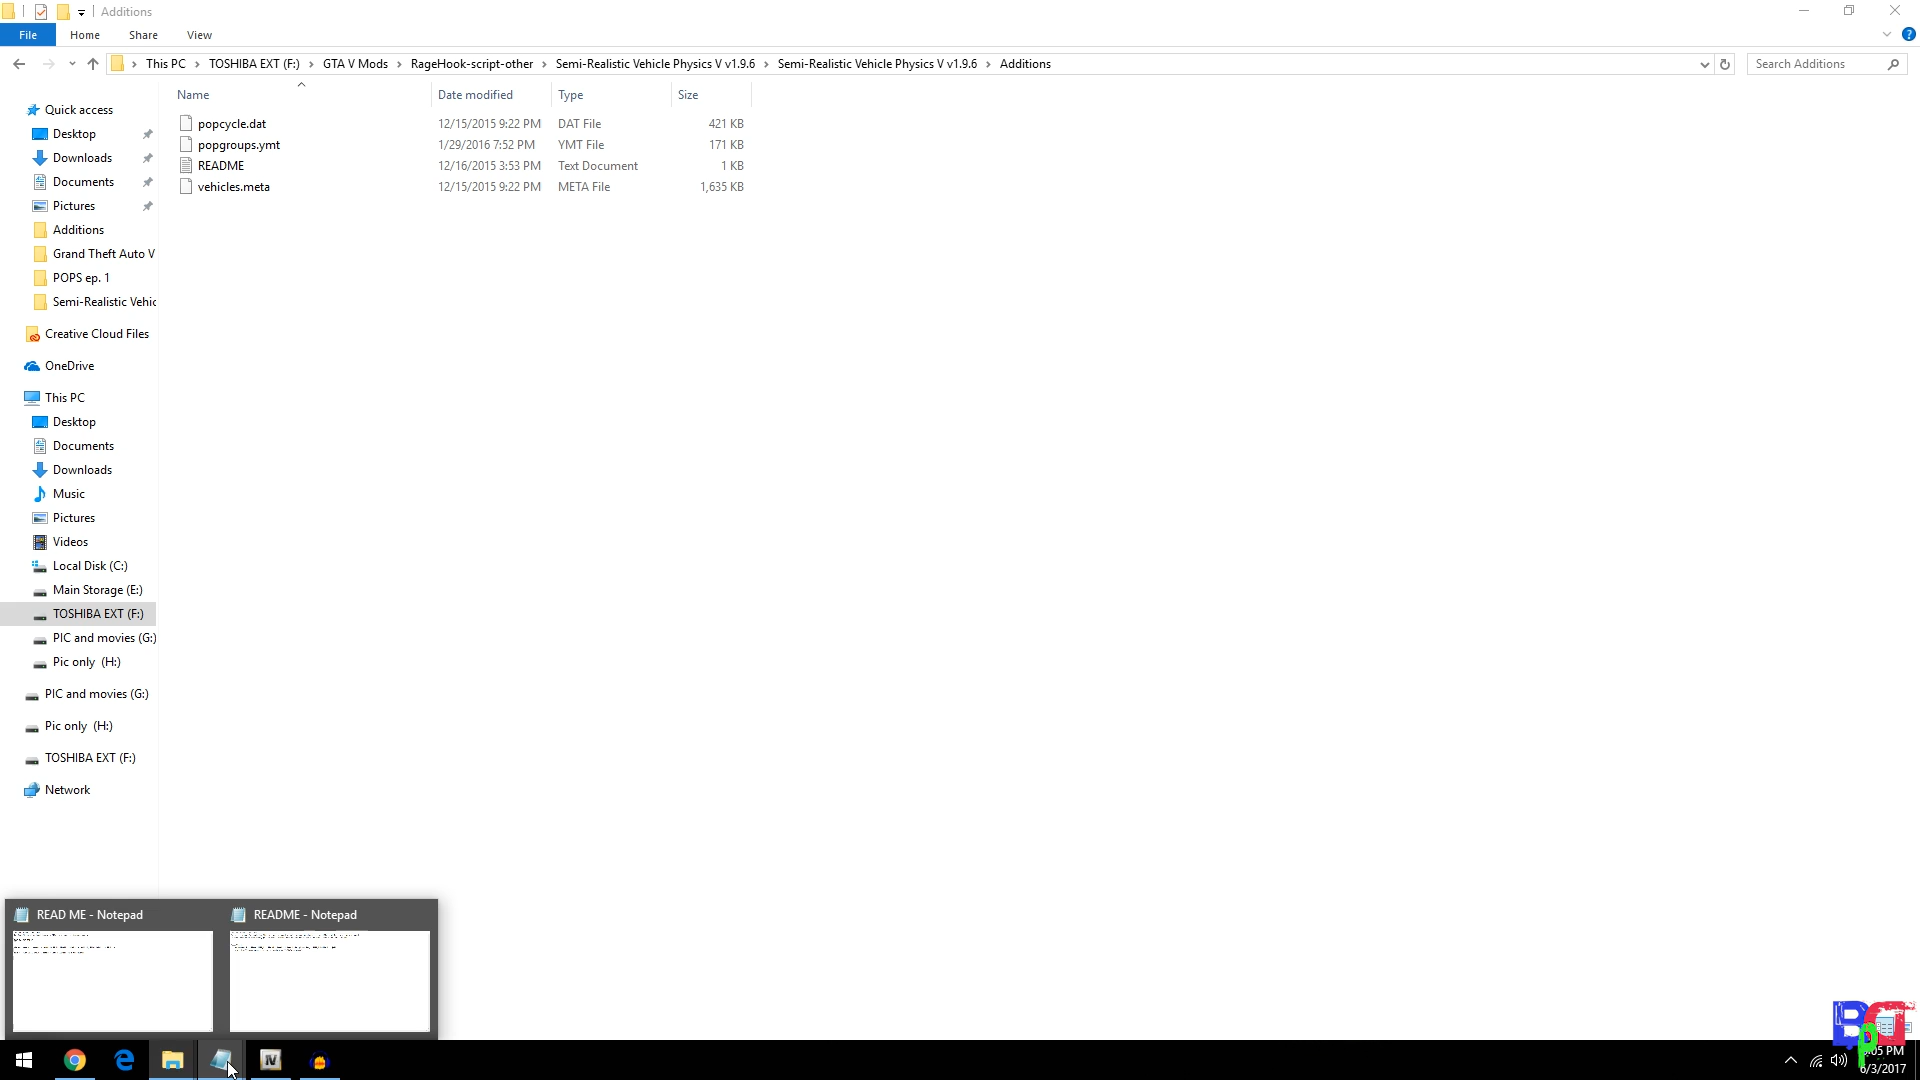 Additions
File Home Share View
This PC TOSHIBA EXT (F:) GTA V Mods RageHook-script-other Semi-Realistic Vehicle Physics V v1.9.6 Semi-Realistic Vehicle Physics V v1.9.6 Additions
Search Additions
Name Date modified Type Size
popcycle.dat 12/15/2015 9:22 PM DAT File 421 KB
popgroups.ymt 1/29/2016 7:52 PM YMT File 171 KB
README 12/16/2015 3:53 PM Text Document 1 KB
vehicles.meta 12/15/2015 9:22 PM META File 1,635 KB
Quick access
Desktop
Downloads
Documents
Pictures
Additions
Grand Theft Auto V
POPS ep. 1
Semi-Realistic Vehic
Creative Cloud Files
OneDrive
This PC
Desktop
Documents
Downloads
Music
Pictures
Videos
Local Disk (C:)
Main Storage (E:)
TOSHIBA EXT (F:)
PIC and movies (G:)
Pic only (H:)
PIC and movies (G:)
Pic only (H:)
TOSHIBA EXT (F:)
Network
READ ME - Notepad
README - Notepad
IV
:05 PM
6/3/2017